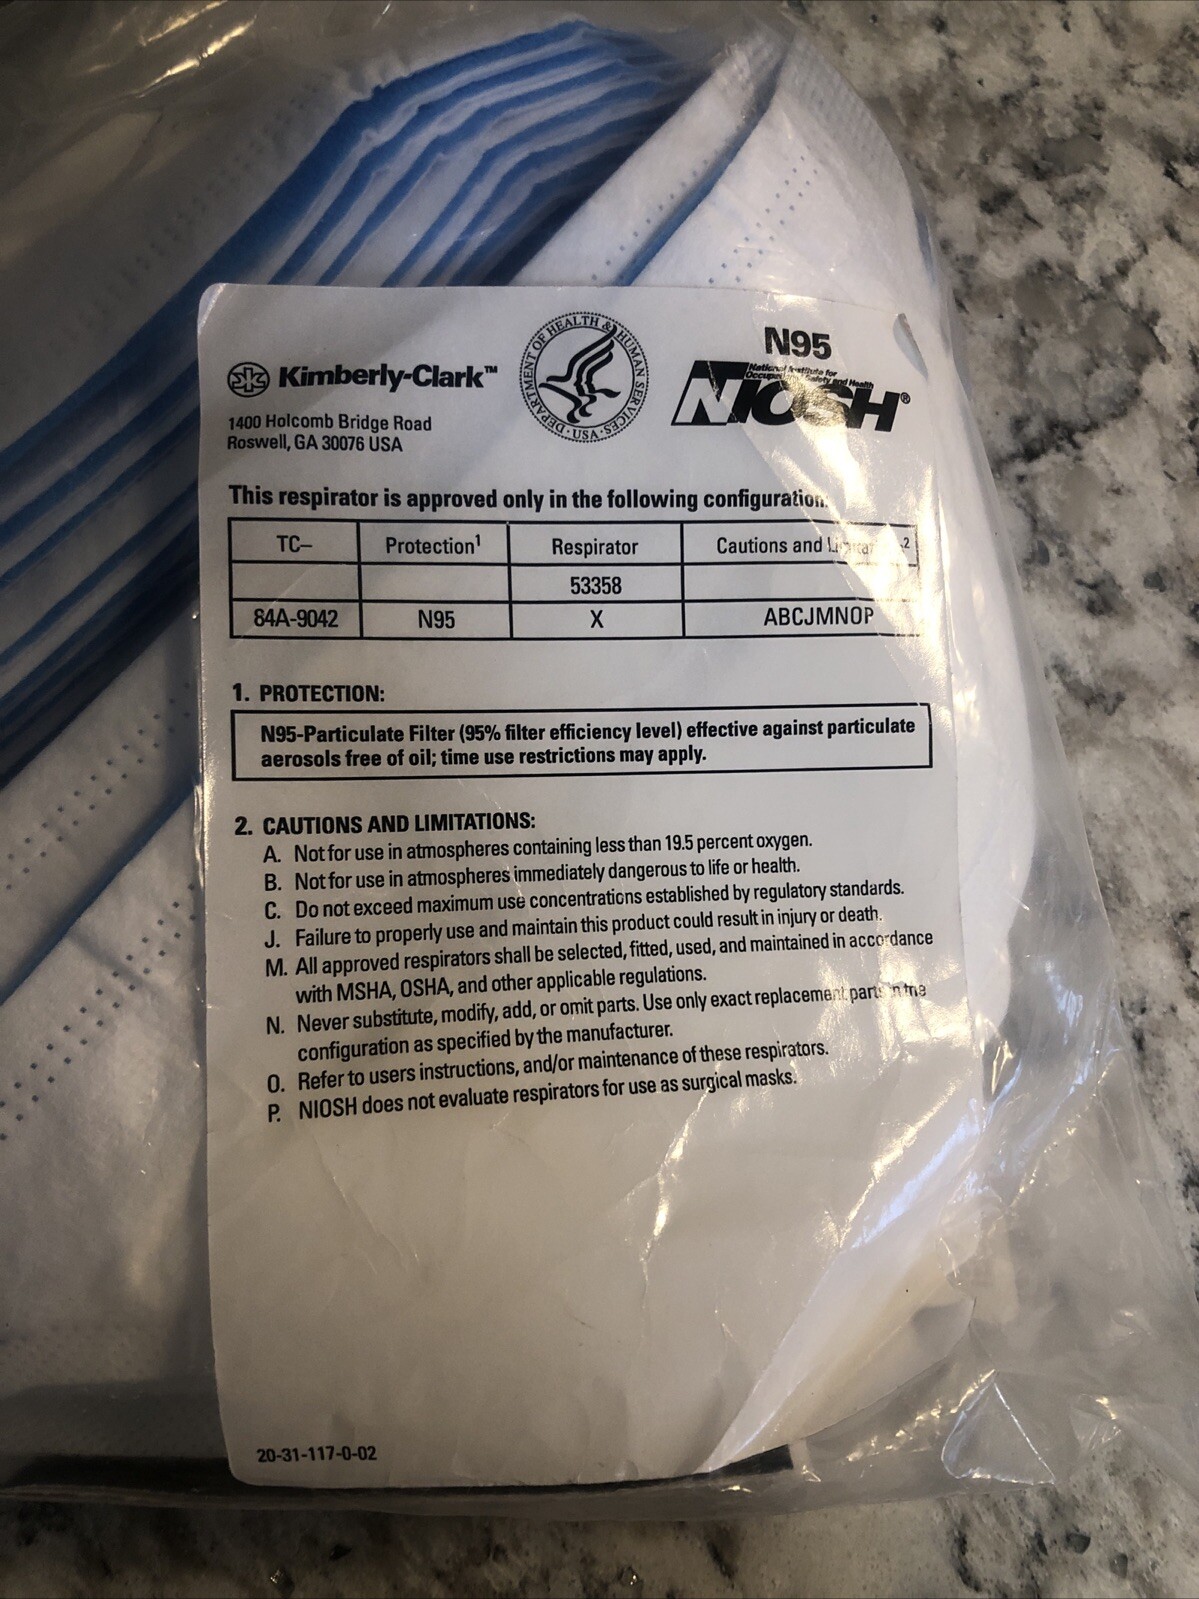 Kimberly-Clark™
1400 Holcomb Bridge Road
Roswell, GA 30076 USA
DEPARTMENT OF HEALTH & HUMAN SERVICES · USA ·
N95
National Institute for
Occupational Safety and Health
NIOSH®
This respirator is approved only in the following
TC– Protection¹ Respirator Cautions and ²
53358
84A-9042 N95 X ABCJMNOP
1. PROTECTION:
N95-Particulate Filter (95% filter efficiency level) effective against particulate
aerosols free of oil; time use restrictions may apply.
2. CAUTIONS AND LIMITATIONS:
A. Not for use in atmospheres containing less than 19.5 percent oxygen.
B. Not for use in atmospheres immediately dangerous to life or health.
C. Do not exceed maximum use concentrations established by regulatory standards.
J. Failure to properly use and maintain this product could result in injury or death.
M. All approved respirators shall be selected, fitted, used, and maintained in accordance
with MSHA, OSHA, and other applicable regulations.
N. Never substitute, modify, add, or omit parts. Use only exact replacement parts in the
configuration as specified by the manufacturer.
O. Refer to users instructions, and/or maintenance of these respirators.
P. NIOSH does not evaluate respirators for use as surgical masks.
20-31-117-0-02